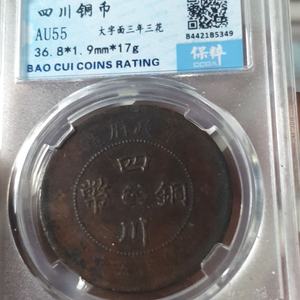 四川铜币
AU55 大字面三年三花
36.8*1.9mm*17g
BAO CUI COINS RATING
B4421B5349
保粹
四
幣 銅
川